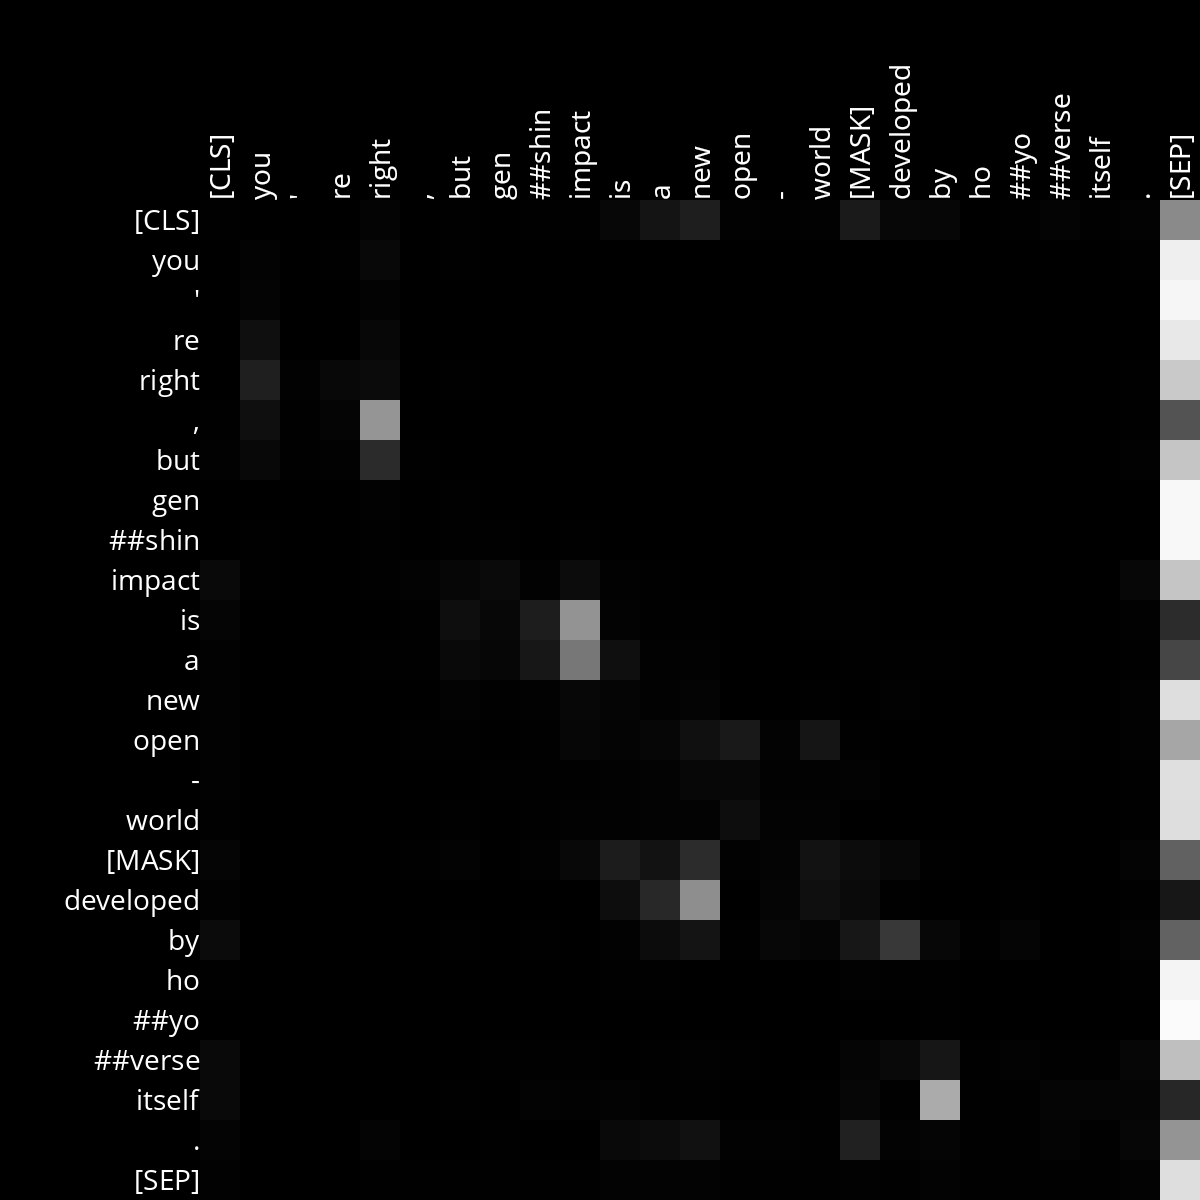 [CLS] you ' re right , but gen ##shin impact is a new open - world [MASK] developed by ho ##yo ##verse itself . [SEP]
[CLS]
you
'
re
right
,
but
gen
##shin
impact
is
a
new
open
-
world
[MASK]
developed
by
ho
##yo
##verse
itself
.
[SEP]